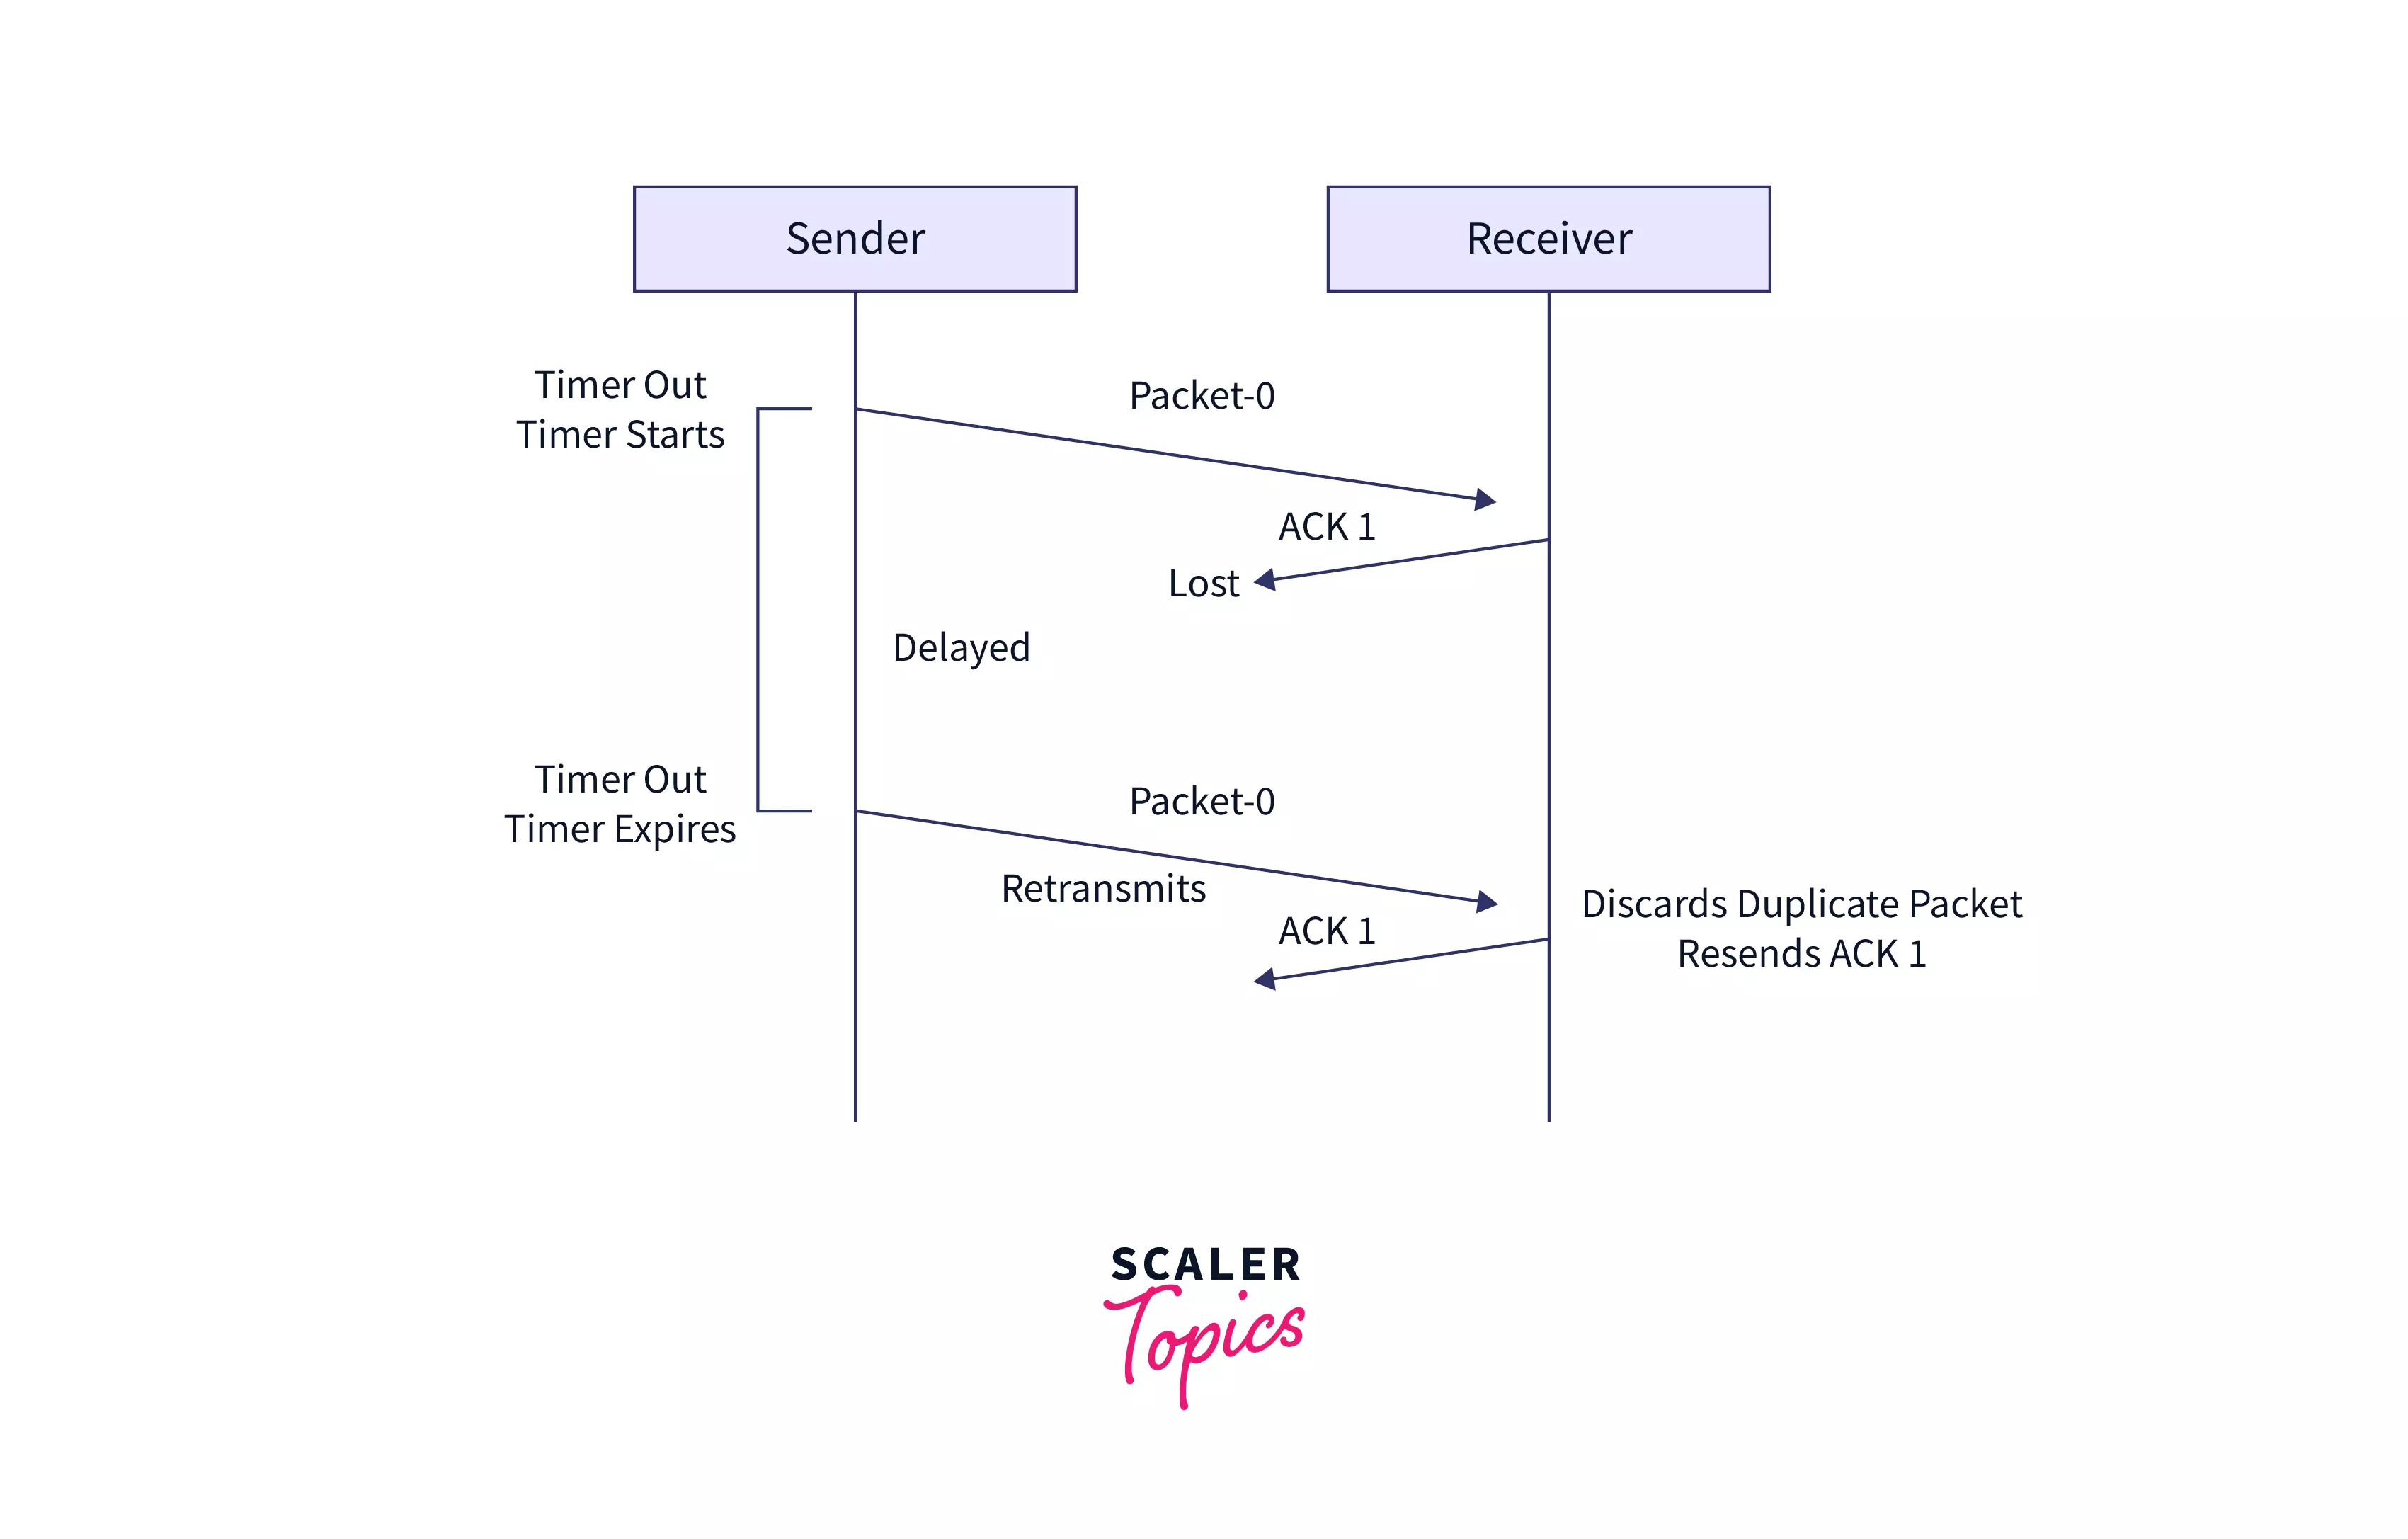 Sender
Receiver
Timer Out
Timer Starts
Packet-0
ACK 1
Lost
Delayed
Timer Out
Timer Expires
Packet-0
Retransmits
ACK 1
Discards Duplicate Packet
Resends ACK 1
SCALER
Topics